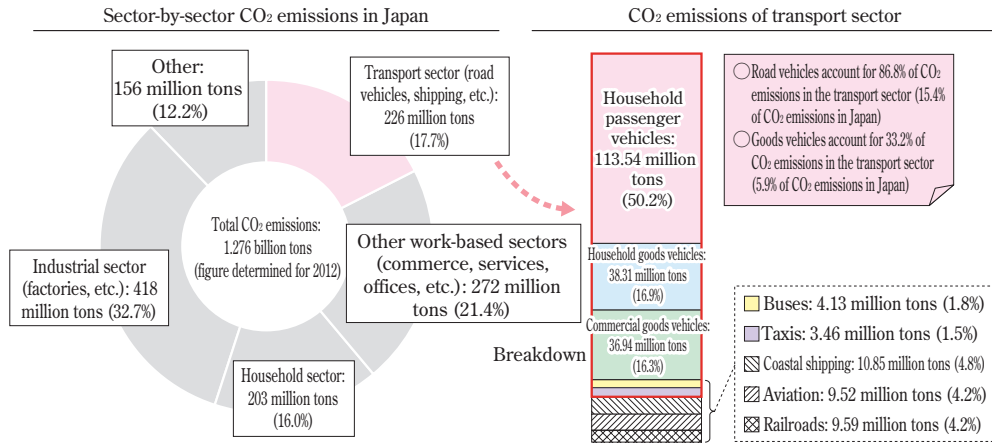 Sector-by-sector CO₂ emissions in Japan
Other:
156 million tons
(12.2%)
Transport sector (road
vehicles, shipping, etc.):
226 million tons
(17.7%)
Total CO₂ emissions:
1.276 billion tons
(figure determined for 2012)
Industrial sector
(factories, etc.): 418
million tons (32.7%)
Other work-based sectors
(commerce, services,
offices, etc.): 272 million
tons (21.4%)
Household sector:
203 million tons
(16.0%)
CO₂ emissions of transport sector
Household
passenger
vehicles:
113.54 million
tons
(50.2%)
Household goods vehicles:
38.31 million tons
(16.9%)
Commercial goods vehicles:
36.94 million tons
(16.3%)
Breakdown
○Road vehicles account for 86.8% of CO₂
emissions in the transport sector (15.4%
of CO₂ emissions in Japan)
○Goods vehicles account for 33.2% of
CO₂ emissions in the transport sector
(5.9% of CO₂ emissions in Japan)
Buses: 4.13 million tons (1.8%)
Taxis: 3.46 million tons (1.5%)
Coastal shipping: 10.85 million tons (4.8%)
Aviation: 9.52 million tons (4.2%)
Railroads: 9.59 million tons (4.2%)